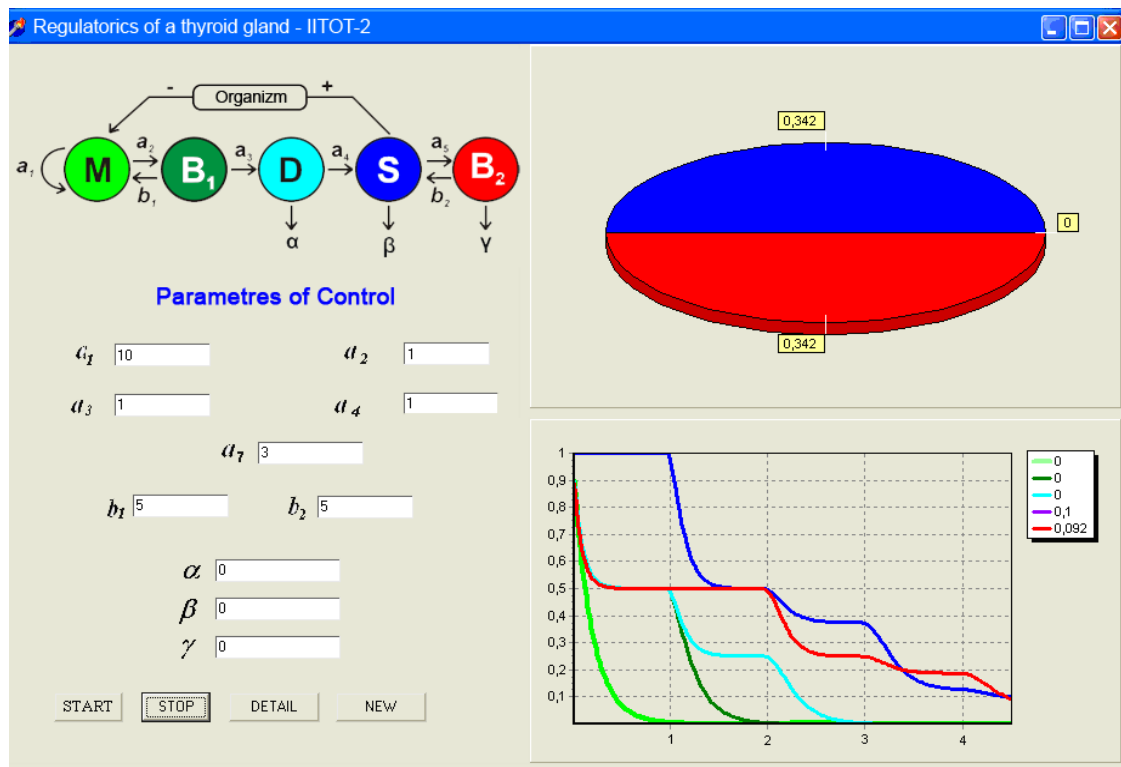 Regulatorics of a thyroid gland - IITOT-2
- Organizm +
a1 M a2 b1 B1 a3 D a4 S a5 b2 B2
α β γ
Parametres of Control
a1 10 a2 1
a3 1 a4 1
a7 3
b1 5 b2 5
α 0
β 0
γ 0
START STOP DETAIL NEW
0,342
0
0,342
1
0,9
0,8
0,7
0,6
0,5
0,4
0,3
0,2
0,1
1 2 3 4
0
0
0
0,1
0,092